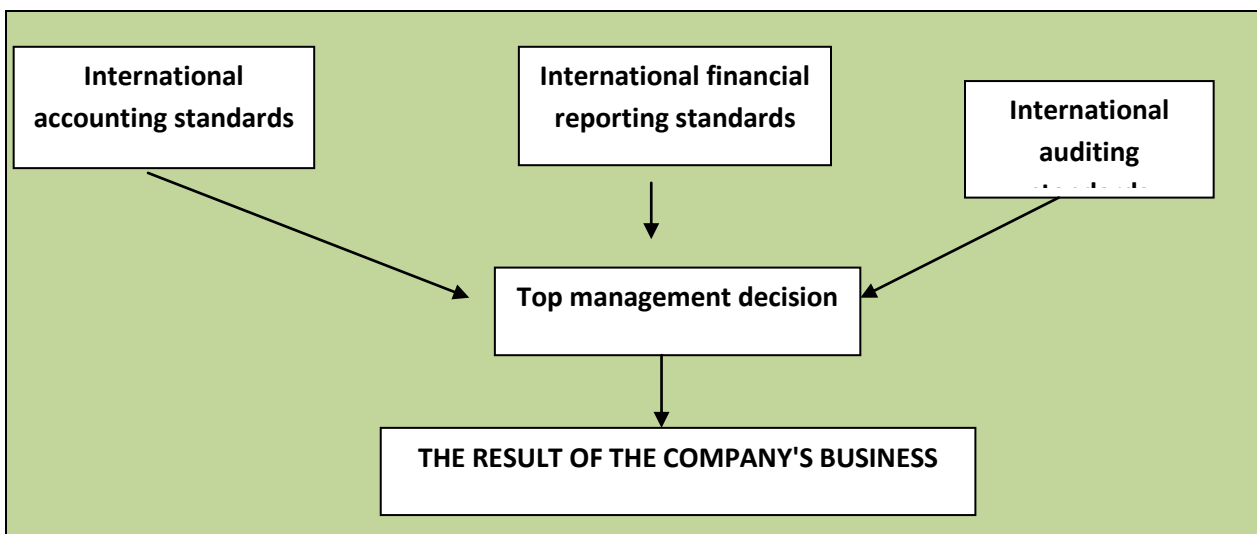 International
accounting standards
International financial
reporting standards
International
auditing
Top management decision
THE RESULT OF THE COMPANY'S BUSINESS